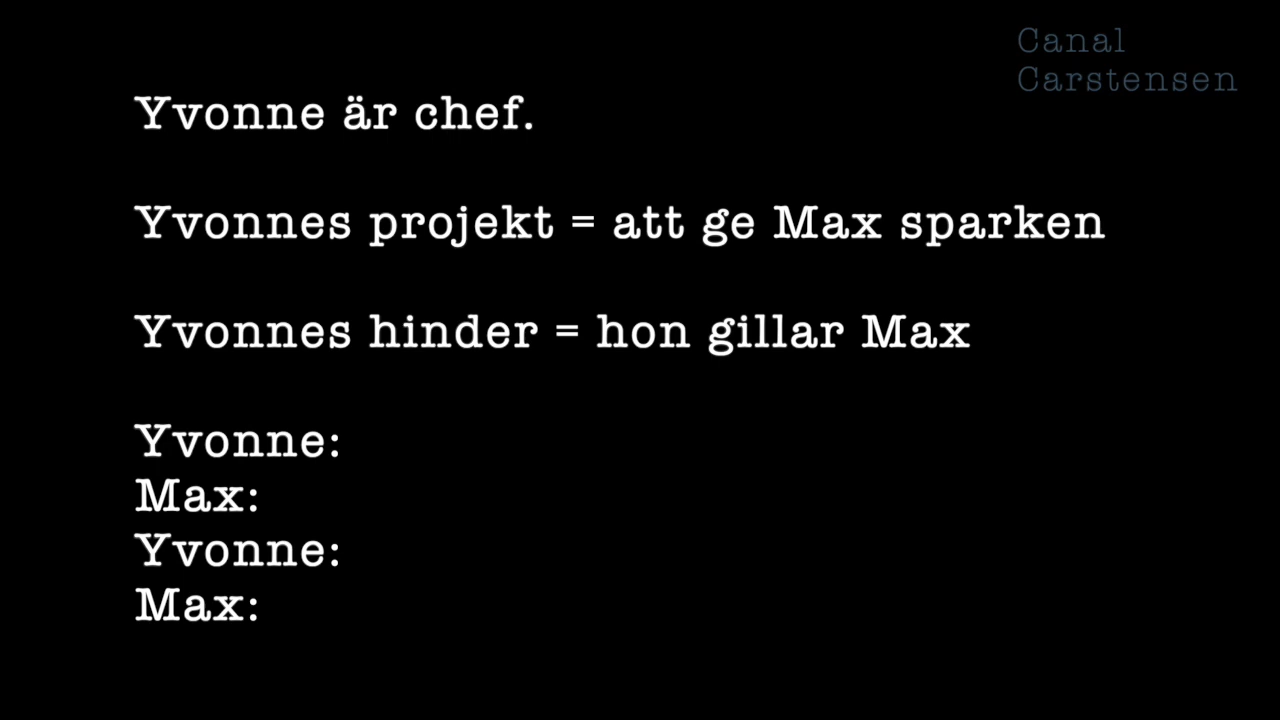 Canal
Carstensen
Yvonne är chef.
Yvonnes projekt = att ge Max sparken
Yvonnes hinder = hon gillar Max
Yvonne:
Max:
Yvonne:
Max: